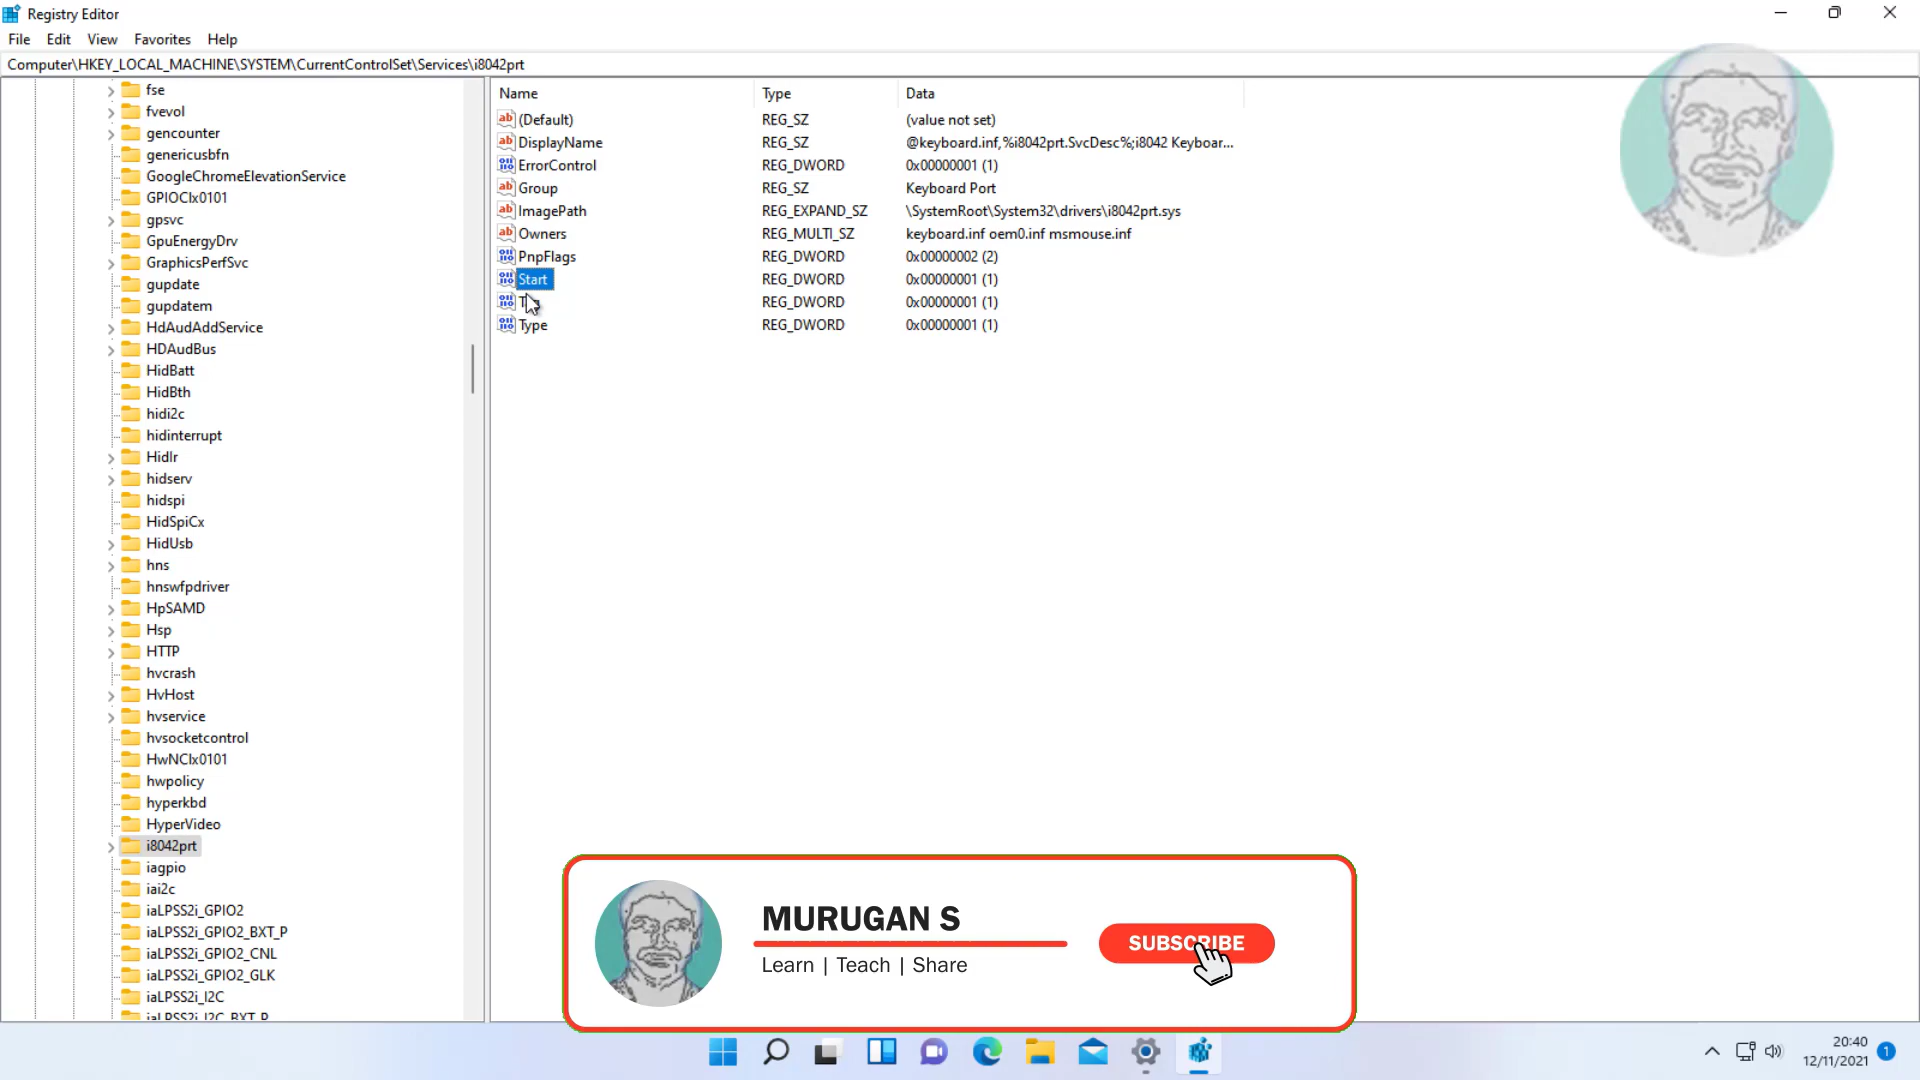 Registry Editor
File Edit View Favorites Help
Computer\HKEY_LOCAL_MACHINE\SYSTEM\CurrentControlSet\Services\i8042prt
fse
fvevol
gencounter
genericusbfn
GoogleChromeElevationService
GPIOClx0101
gpsvc
GpuEnergyDrv
GraphicsPerfSvc
gupdate
gupdatem
HdAudAddService
HDAudBus
HidBatt
HidBth
hidi2c
hidinterrupt
HidIr
hidserv
hidspi
HidSpiCx
HidUsb
hns
hnswfpdriver
HpSAMD
Hsp
HTTP
hvcrash
HvHost
hvservice
hvsocketcontrol
HwNClx0101
hwpolicy
hyperkbd
HyperVideo
i8042prt
iagpio
iai2c
iaLPSS2i_GPIO2
iaLPSS2i_GPIO2_BXT_P
iaLPSS2i_GPIO2_CNL
iaLPSS2i_GPIO2_GLK
iaLPSS2i_I2C
iaLPSS2i_I2C_BXT_P
Name Type Data
(Default) REG_SZ (value not set)
DisplayName REG_SZ @keyboard.inf,%i8042prt.SvcDesc%;i8042 Keyboar...
ErrorControl REG_DWORD 0x00000001 (1)
Group REG_SZ Keyboard Port
ImagePath REG_EXPAND_SZ \SystemRoot\System32\drivers\i8042prt.sys
Owners REG_MULTI_SZ keyboard.inf oem0.inf msmouse.inf
PnpFlags REG_DWORD 0x00000002 (2)
Start REG_DWORD 0x00000001 (1)
REG_DWORD 0x00000001 (1)
Type REG_DWORD 0x00000001 (1)
MURUGAN S
Learn | Teach | Share
SUBSCRIBE
20:40
12/11/2021
1